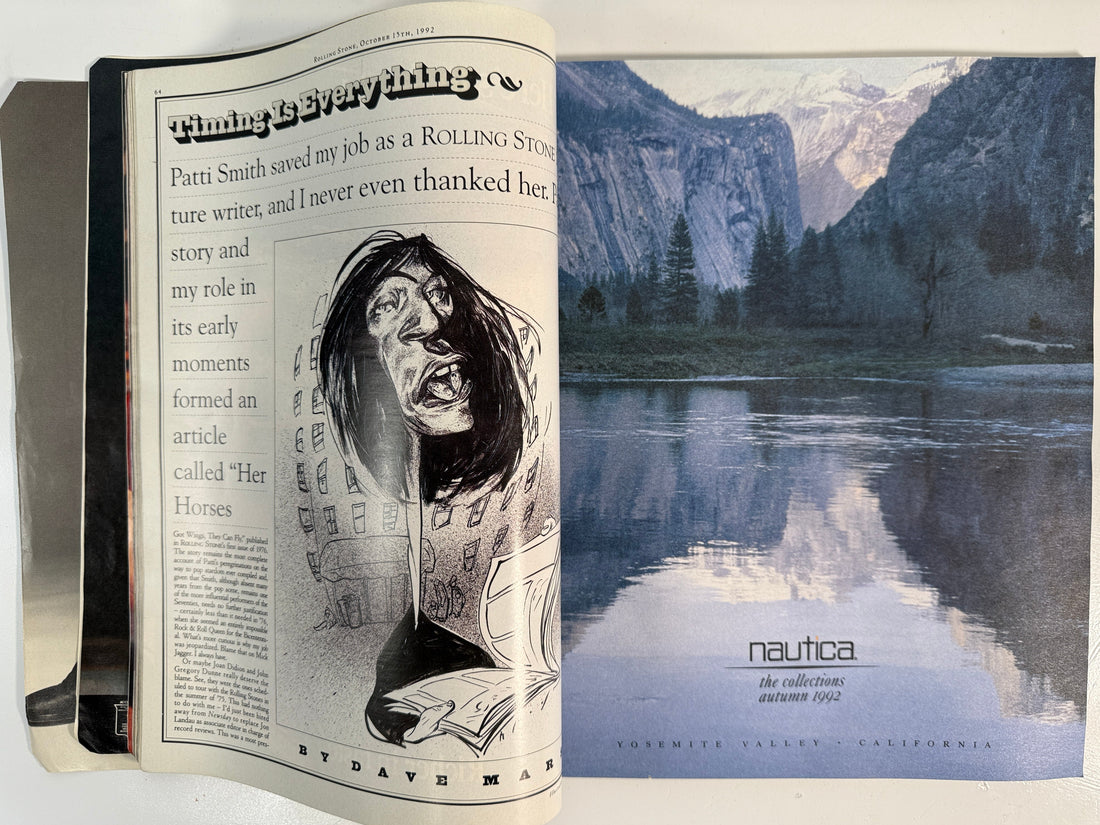 ROLLING STONE, OCTOBER 15TH, 1992
64
Timing Is Everything
Patti Smith saved my job as a ROLLING STONE
ture writer, and I never even thanked her.
story and
my role in
its early
moments
formed an
article
called “Her
Horses
Got Wings, They Can Fly,” published
in ROLLING STONE's first issue of 1976.
The story remains the most complete
account of Patti's peregrinations on the
way to pop stardom ever compiled and,
given that Smith, although absent many
years from the pop scene, remains one
of the more influential performers of the
Seventies, needs no further justification
– certainly less than it needed in '76,
when she seemed an entirely impossible
Rock & Roll Queen for the Bicentenni-
al. What's more curious is why my job
was jeopardized. Blame that on Mick
Jagger. I always have.
Or maybe Joan Didion and John
Gregory Dunne really deserve the
blame. See, they were the ones sched-
uled to tour with the Rolling Stones in
the summer of '75. This had nothing
to do with me – I'd just been hired
away from Newsday to replace Jon
Landau as associate editor in charge of
record reviews. This was a most pres-
BY DAVE MAR
nautica
the collections
autumn 1992
YOSEMITE VALLEY · CALIFORNIA